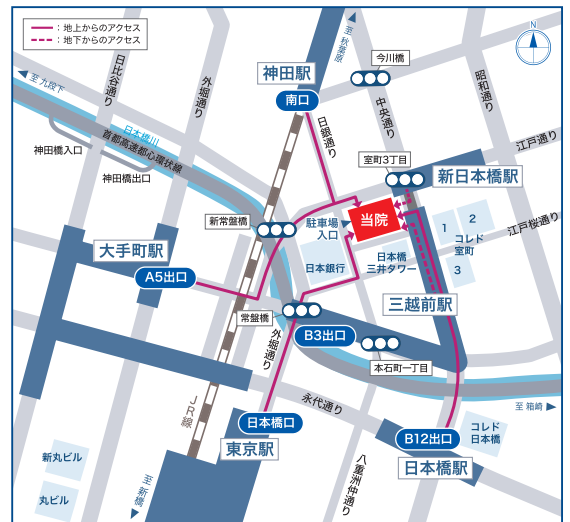 ：地上からのアクセス
：地下からのアクセス
N
至 秋葉原
今川橋
神田駅
南口
至 九段下
日比谷通り
外堀通り
日銀通り
中央通り
昭和通り
江戸通り
日本橋川
首都高速都心環状線
神田橋入口
神田橋出口
室町3丁目
新日本橋駅
新常盤橋
駐車場
入口
当院
1
2
コレド
室町
3
江戸桜通り
大手町駅
A5出口
日本銀行
日本橋
三井タワー
三越前駅
常盤橋
B3出口
外堀通り
本石町一丁目
至 箱崎
JR線
永代通り
日本橋口
東京駅
B12出口
コレド
日本橋
日本橋駅
新丸ビル
丸ビル
至 新橋
八重洲仲通り